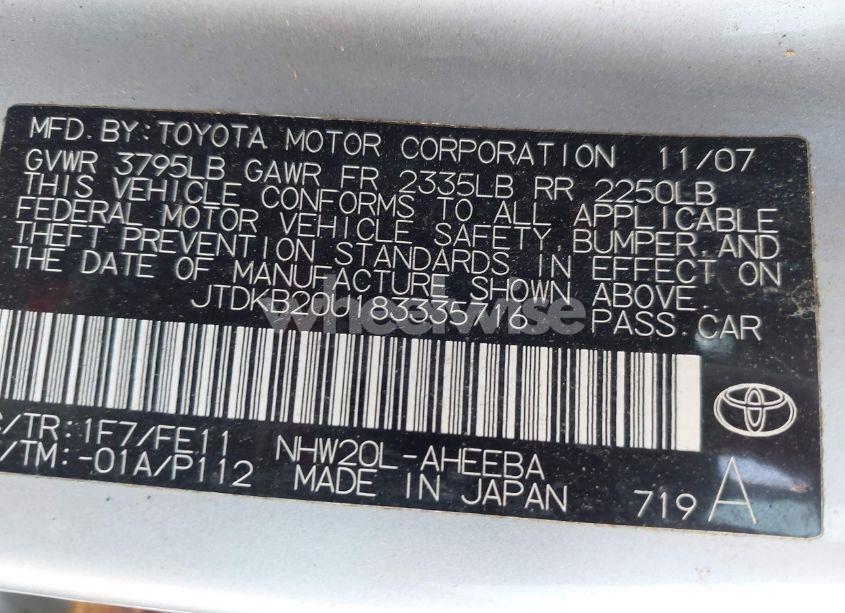 MFD. BY: TOYOTA MOTOR CORPORATION 11/07
GVWR 3795LB GAWR FR 2335LB RR 2250LB
THIS VEHICLE CONFORMS TO ALL APPLICABLE
FEDERAL MOTOR VEHICLE SAFETY, BUMPER, AND
THEFT PREVENTION STANDARDS IN EFFECT ON
THE DATE OF MANUFACTURE SHOWN ABOVE.
JTDKB20U183335716 PASS. CAR
wheelwise
/TR: 1F7/FE11 NHW20L-AHEEBA
/TM: -01A/P112 MADE IN JAPAN 719 A